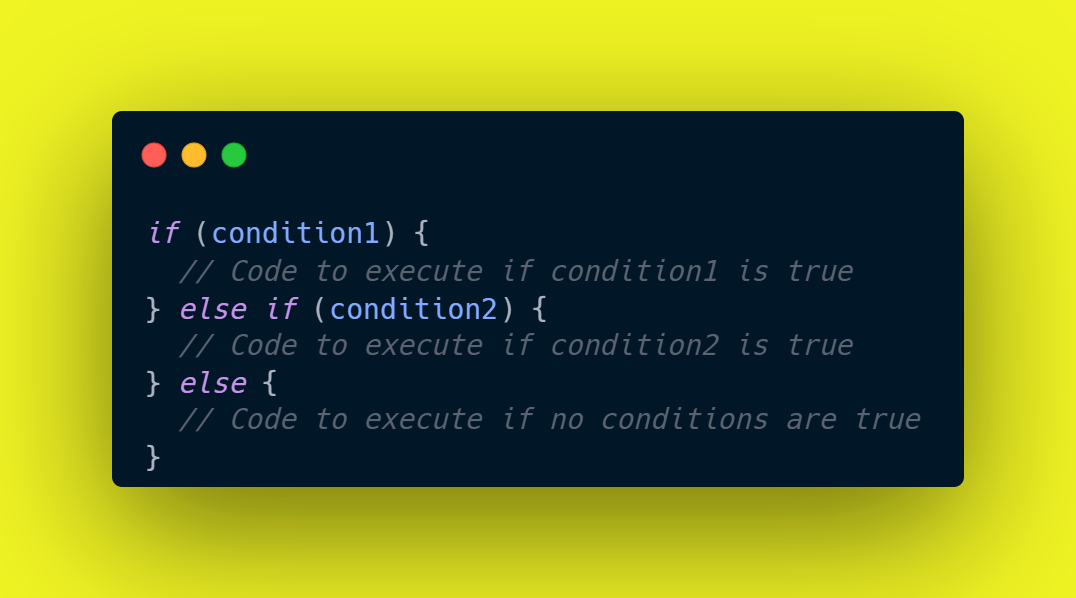 if (condition1) {
  // Code to execute if condition1 is true
} else if (condition2) {
  // Code to execute if condition2 is true
} else {
  // Code to execute if no conditions are true
}